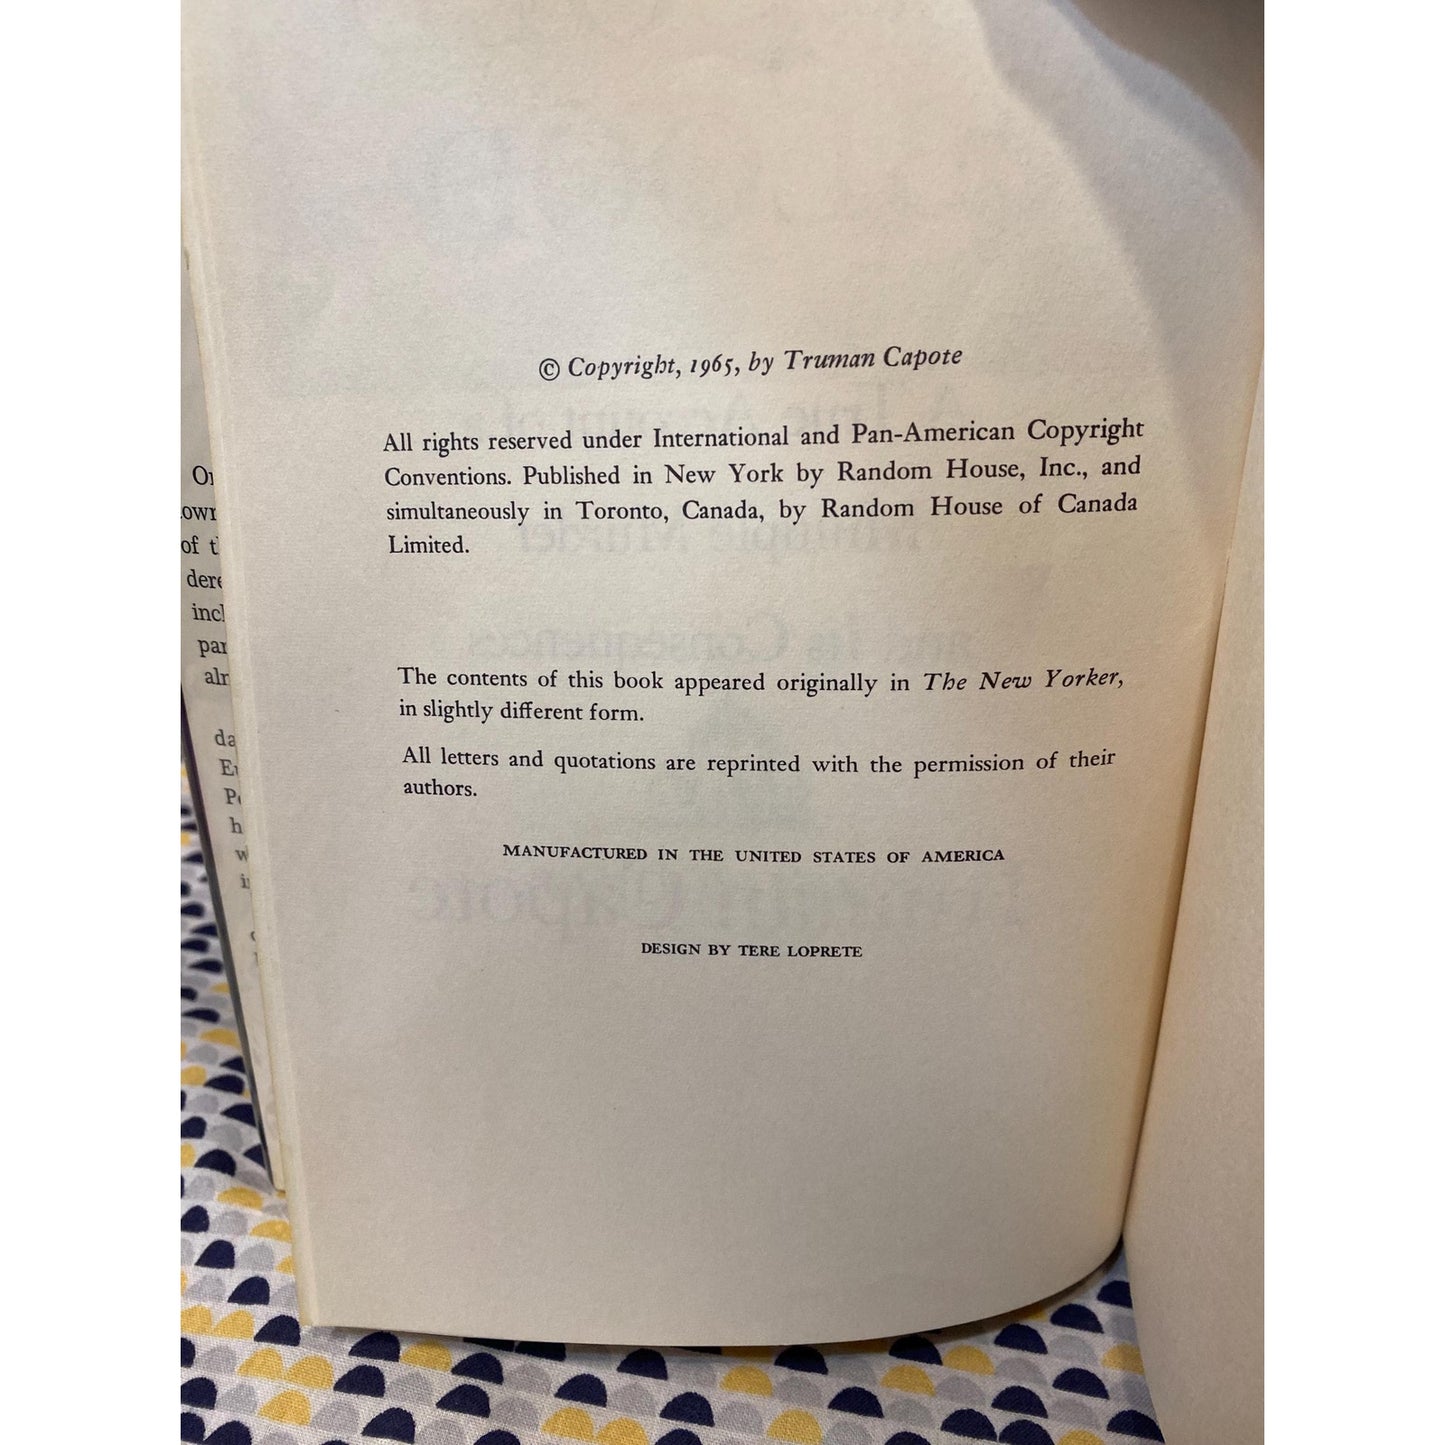 © Copyright, 1965, by Truman Capote
All rights reserved under International and Pan-American Copyright
Conventions. Published in New York by Random House, Inc., and
simultaneously in Toronto, Canada, by Random House of Canada
Limited.
The contents of this book appeared originally in The New Yorker,
in slightly different form.
All letters and quotations are reprinted with the permission of their
authors.
MANUFACTURED IN THE UNITED STATES OF AMERICA
DESIGN BY TERE LOPRETE